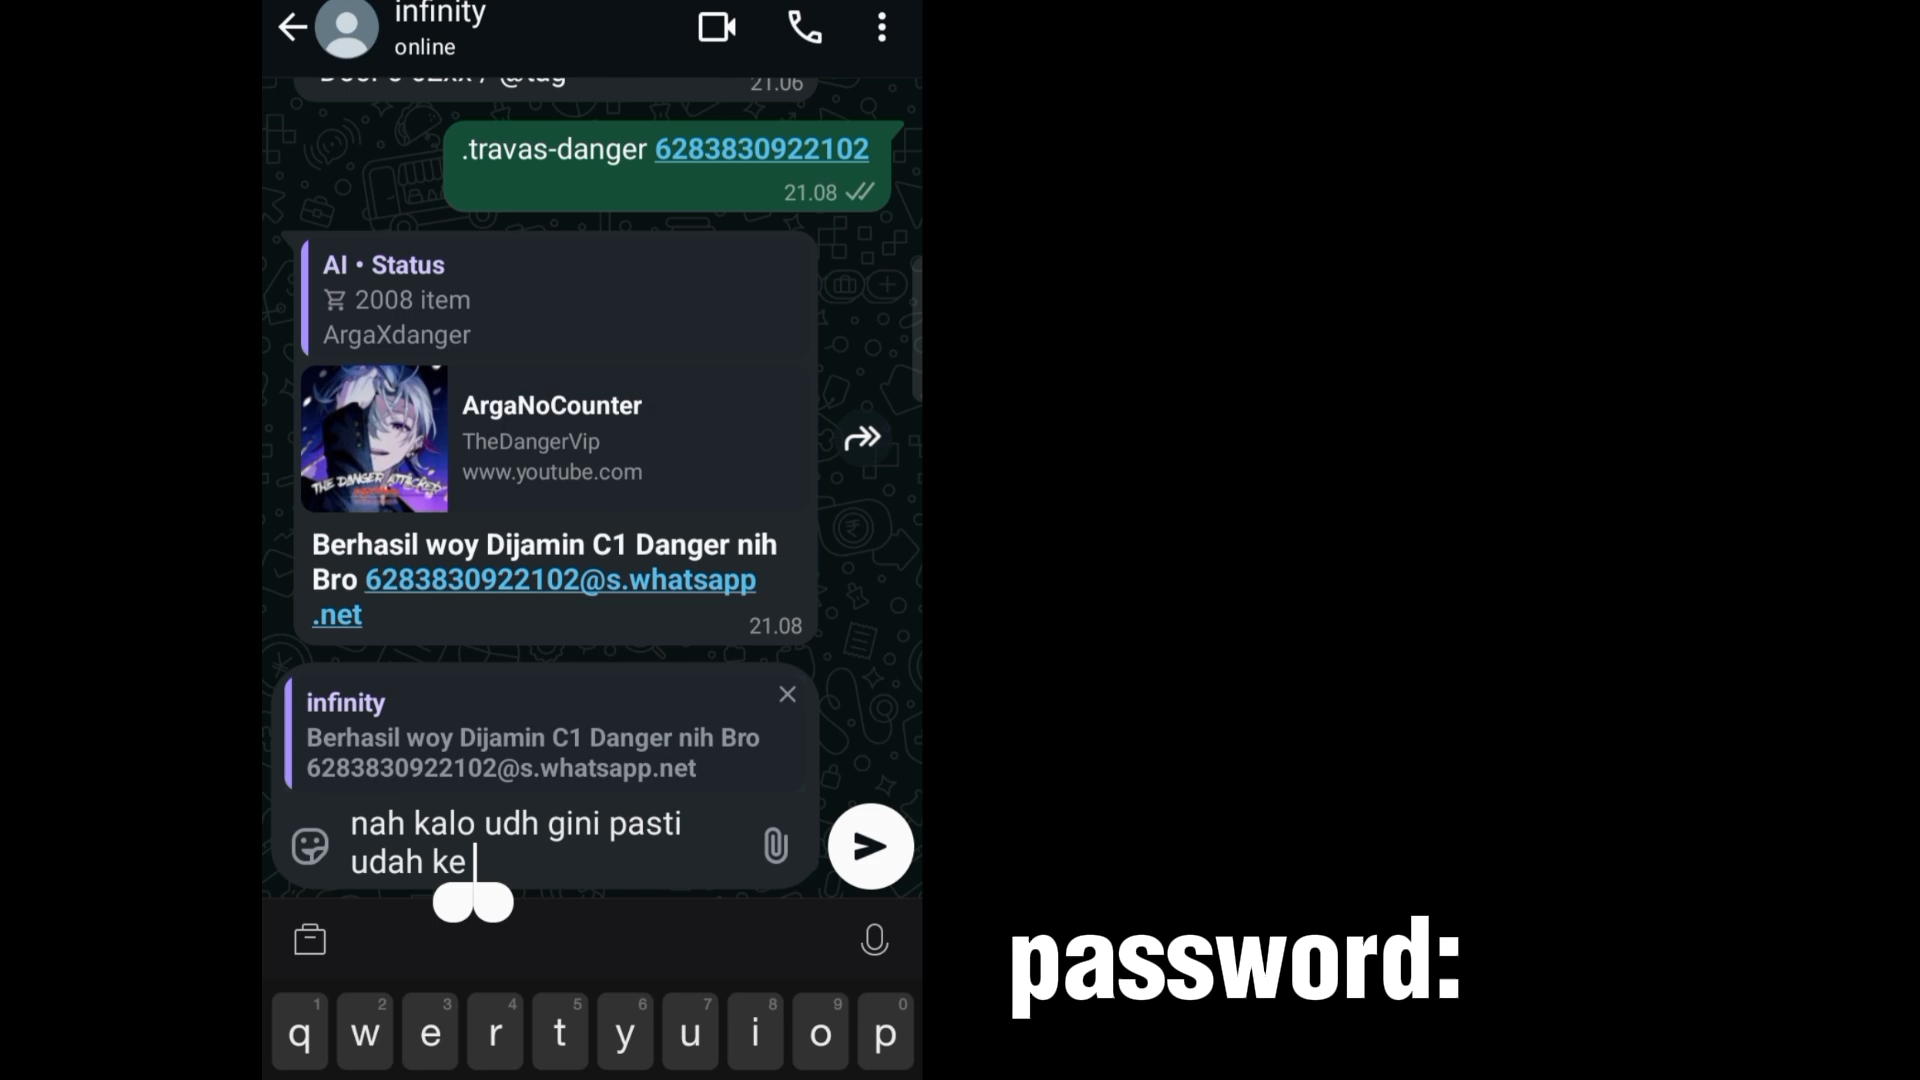 infinity
online
21.06
.travas-danger 6283830922102
21.08
AI • Status
2008 item
ArgaXdanger
ArgaNoCounter
TheDangerVip
www.youtube.com
THE DANGER ATTACKER
Berhasil woy Dijamin C1 Danger nih
Bro 6283830922102@s.whatsapp
.net
21.08
infinity
Berhasil woy Dijamin C1 Danger nih Bro
6283830922102@s.whatsapp.net
nah kalo udh gini pasti
udah ke
password:
1 2 3 4 5 6 7 8 9 0
q w e r t y u i o p